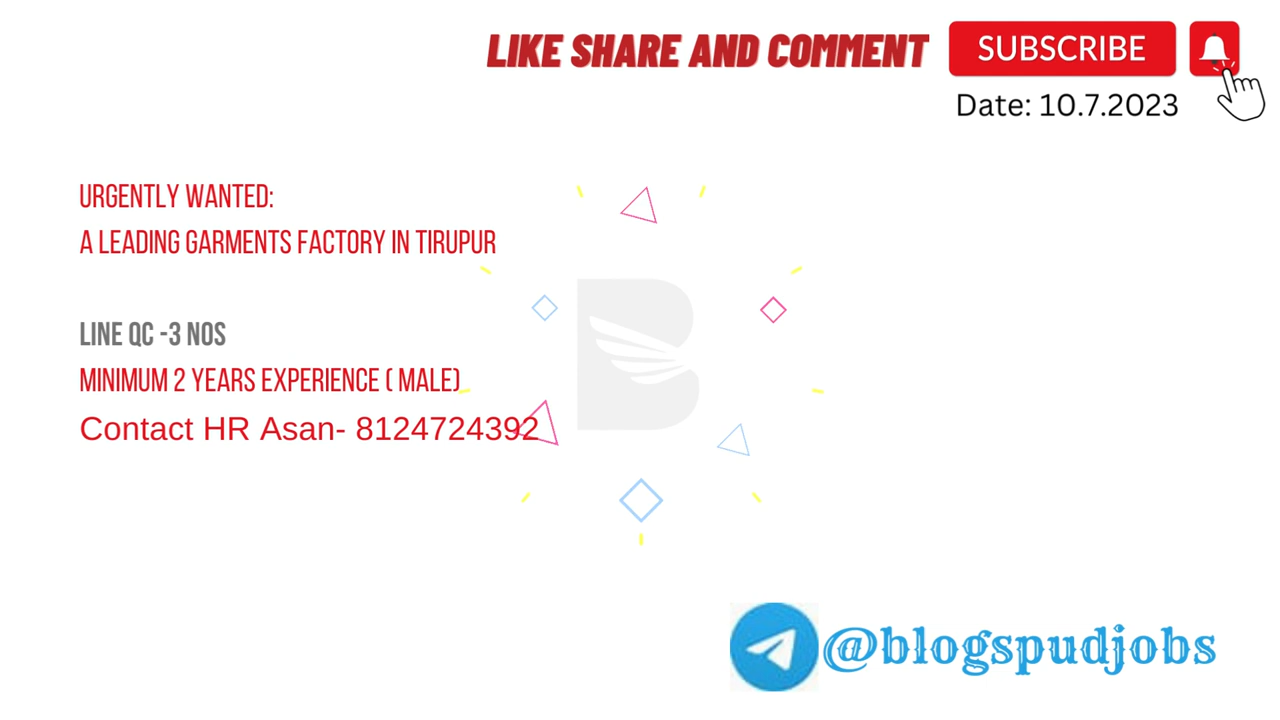 LIKE SHARE AND COMMENT
SUBSCRIBE
Date: 10.7.2023
URGENTLY WANTED:
A LEADING GARMENTS FACTORY IN TIRUPUR
LINE QC -3 NOS
MINIMUM 2 YEARS EXPERIENCE ( MALE)
Contact HR Asan- 8124724392
B
@blogspudjobs